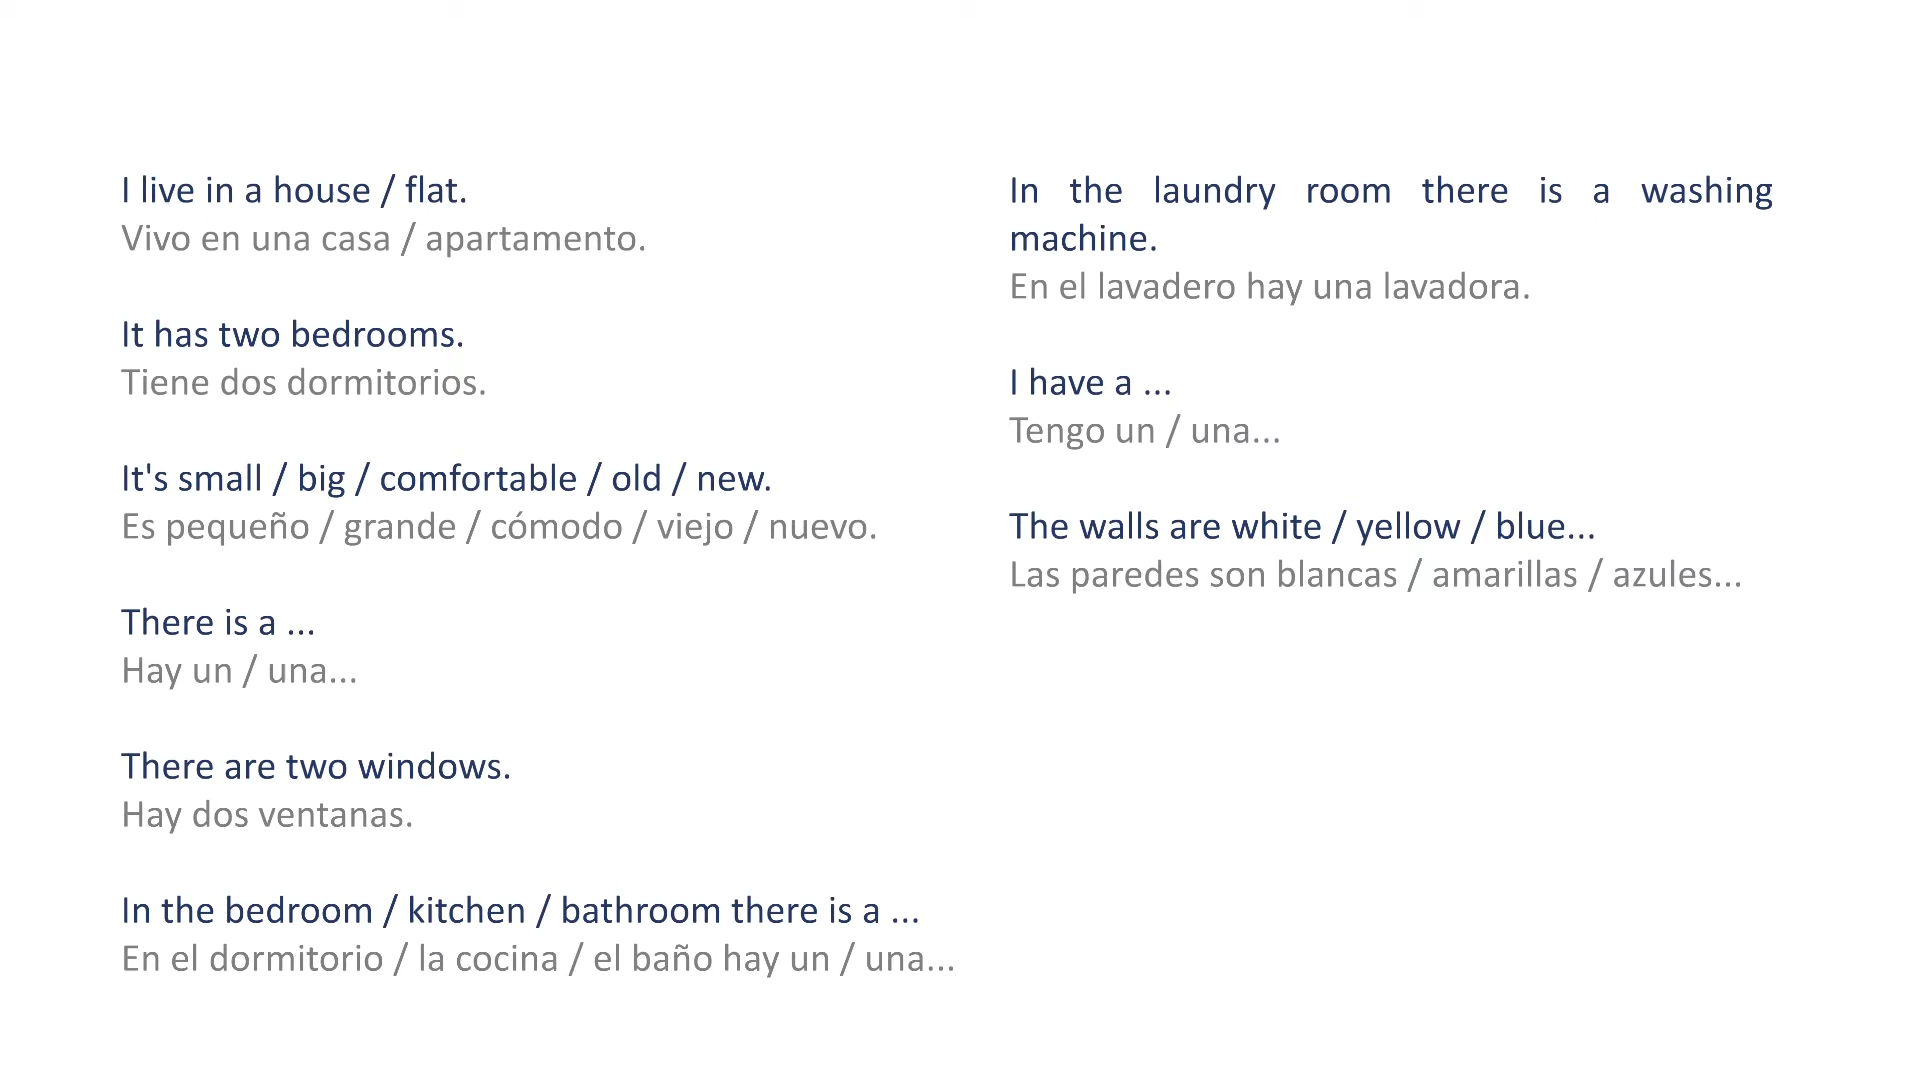 I live in a house / flat.
Vivo en una casa / apartamento.
It has two bedrooms.
Tiene dos dormitorios.
It's small / big / comfortable / old / new.
Es pequeño / grande / cómodo / viejo / nuevo.
There is a ...
Hay un / una...
There are two windows.
Hay dos ventanas.
In the bedroom / kitchen / bathroom there is a ...
En el dormitorio / la cocina / el baño hay un / una...
In the laundry room there is a washing
machine.
En el lavadero hay una lavadora.
I have a ...
Tengo un / una...
The walls are white / yellow / blue...
Las paredes son blancas / amarillas / azules...